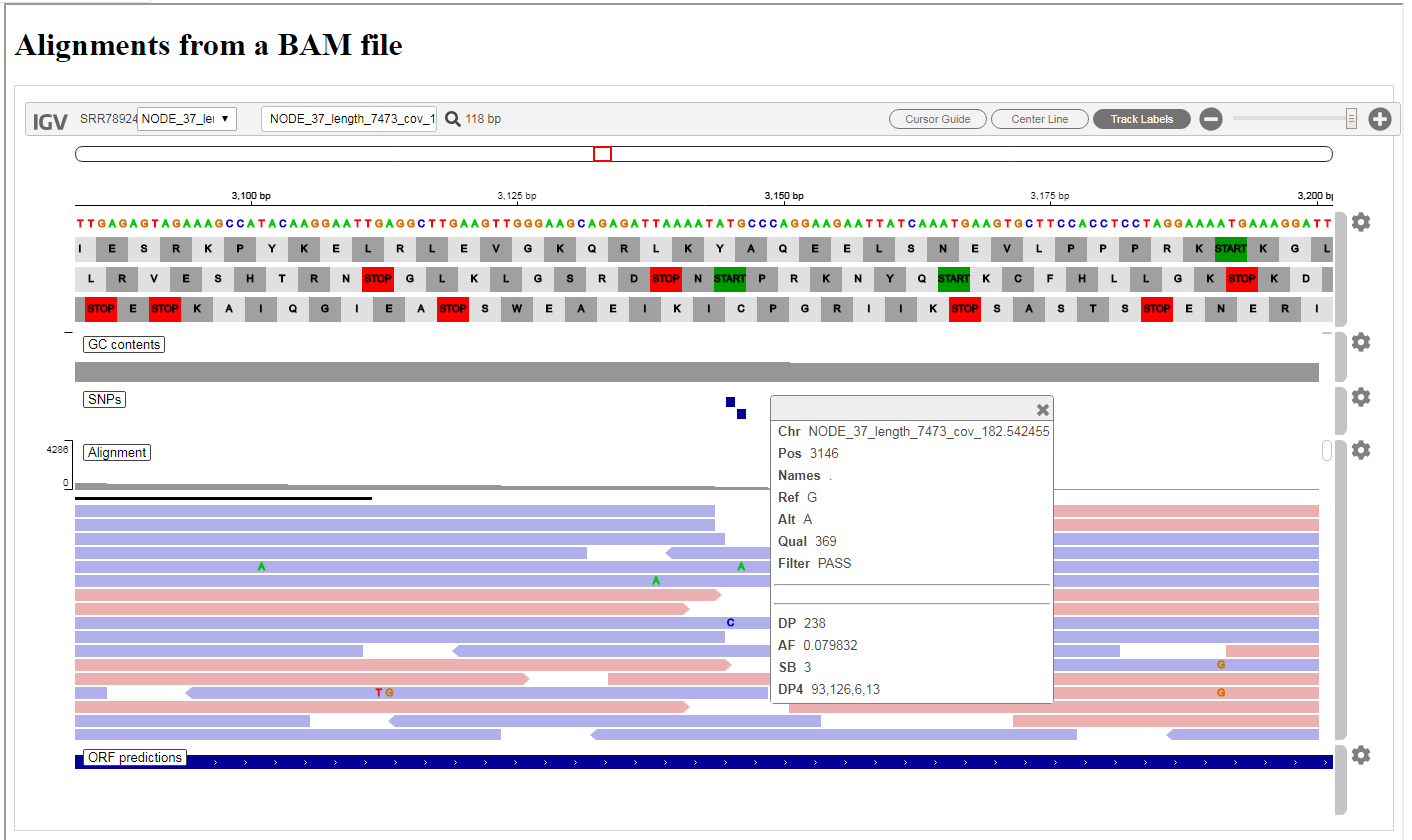 Alignments from a BAM file
IGV SRR78924 NODE_37_le ▼ NODE_37_length_7473_cov_1 118 bp Cursor Guide Center Line Track Labels
3,100 bp 3,125 bp 3,150 bp 3,175 bp 3,200 bp
T T G A G A G T A G A A A G C C A T A C A A G G A A T T G A G G C T T G A A G T T G G G A A G C A G A G A T T A A A A T A T G C C C A G G A A G A A T T A T C A A A T G A A G T G C T T C C A C C T C C T A G G A A A A T G A A A G G A T T
I E S R K P Y K E L R L E V G K Q R L K Y A Q E E L S N E V L P P P R K START K G L
L R V E S H T R N STOP G L K L G S R D STOP N START P R K N Y Q START K C F H L L G K STOP K D
STOP E STOP K A I Q G I E A STOP S W E A E I K I C P G R I I K STOP S A S T S STOP E N E R I
GC contents
SNPs
Chr NODE_37_length_7473_cov_182.542455
Pos 3146
Names .
Ref G
Alt A
Qual 369
Filter PASS
DP 238
AF 0.079832
SB 3
DP4 93,126,6,13
4286
Alignment
0
A A
A
C
G
T G G
ORF predictions